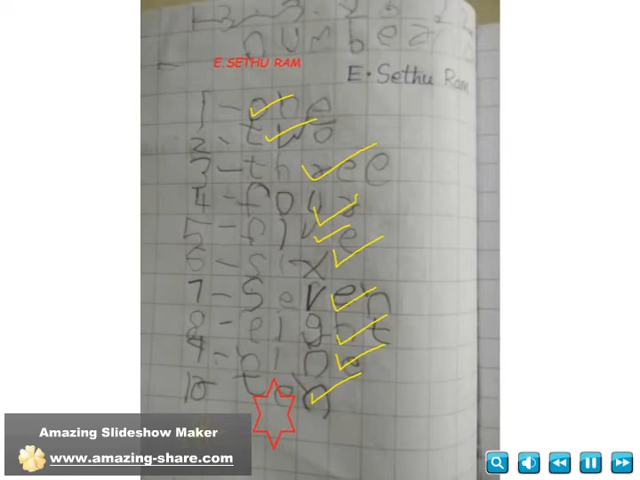 numbers
E.SETHU RAM
E. Sethu Ram
1 - one
2 - two
3 - three
4 - four
5 - five
6 - six
7 - seven
8 - eight
9 - nine
10 ten
Amazing Slideshow Maker
www.amazing-share.com